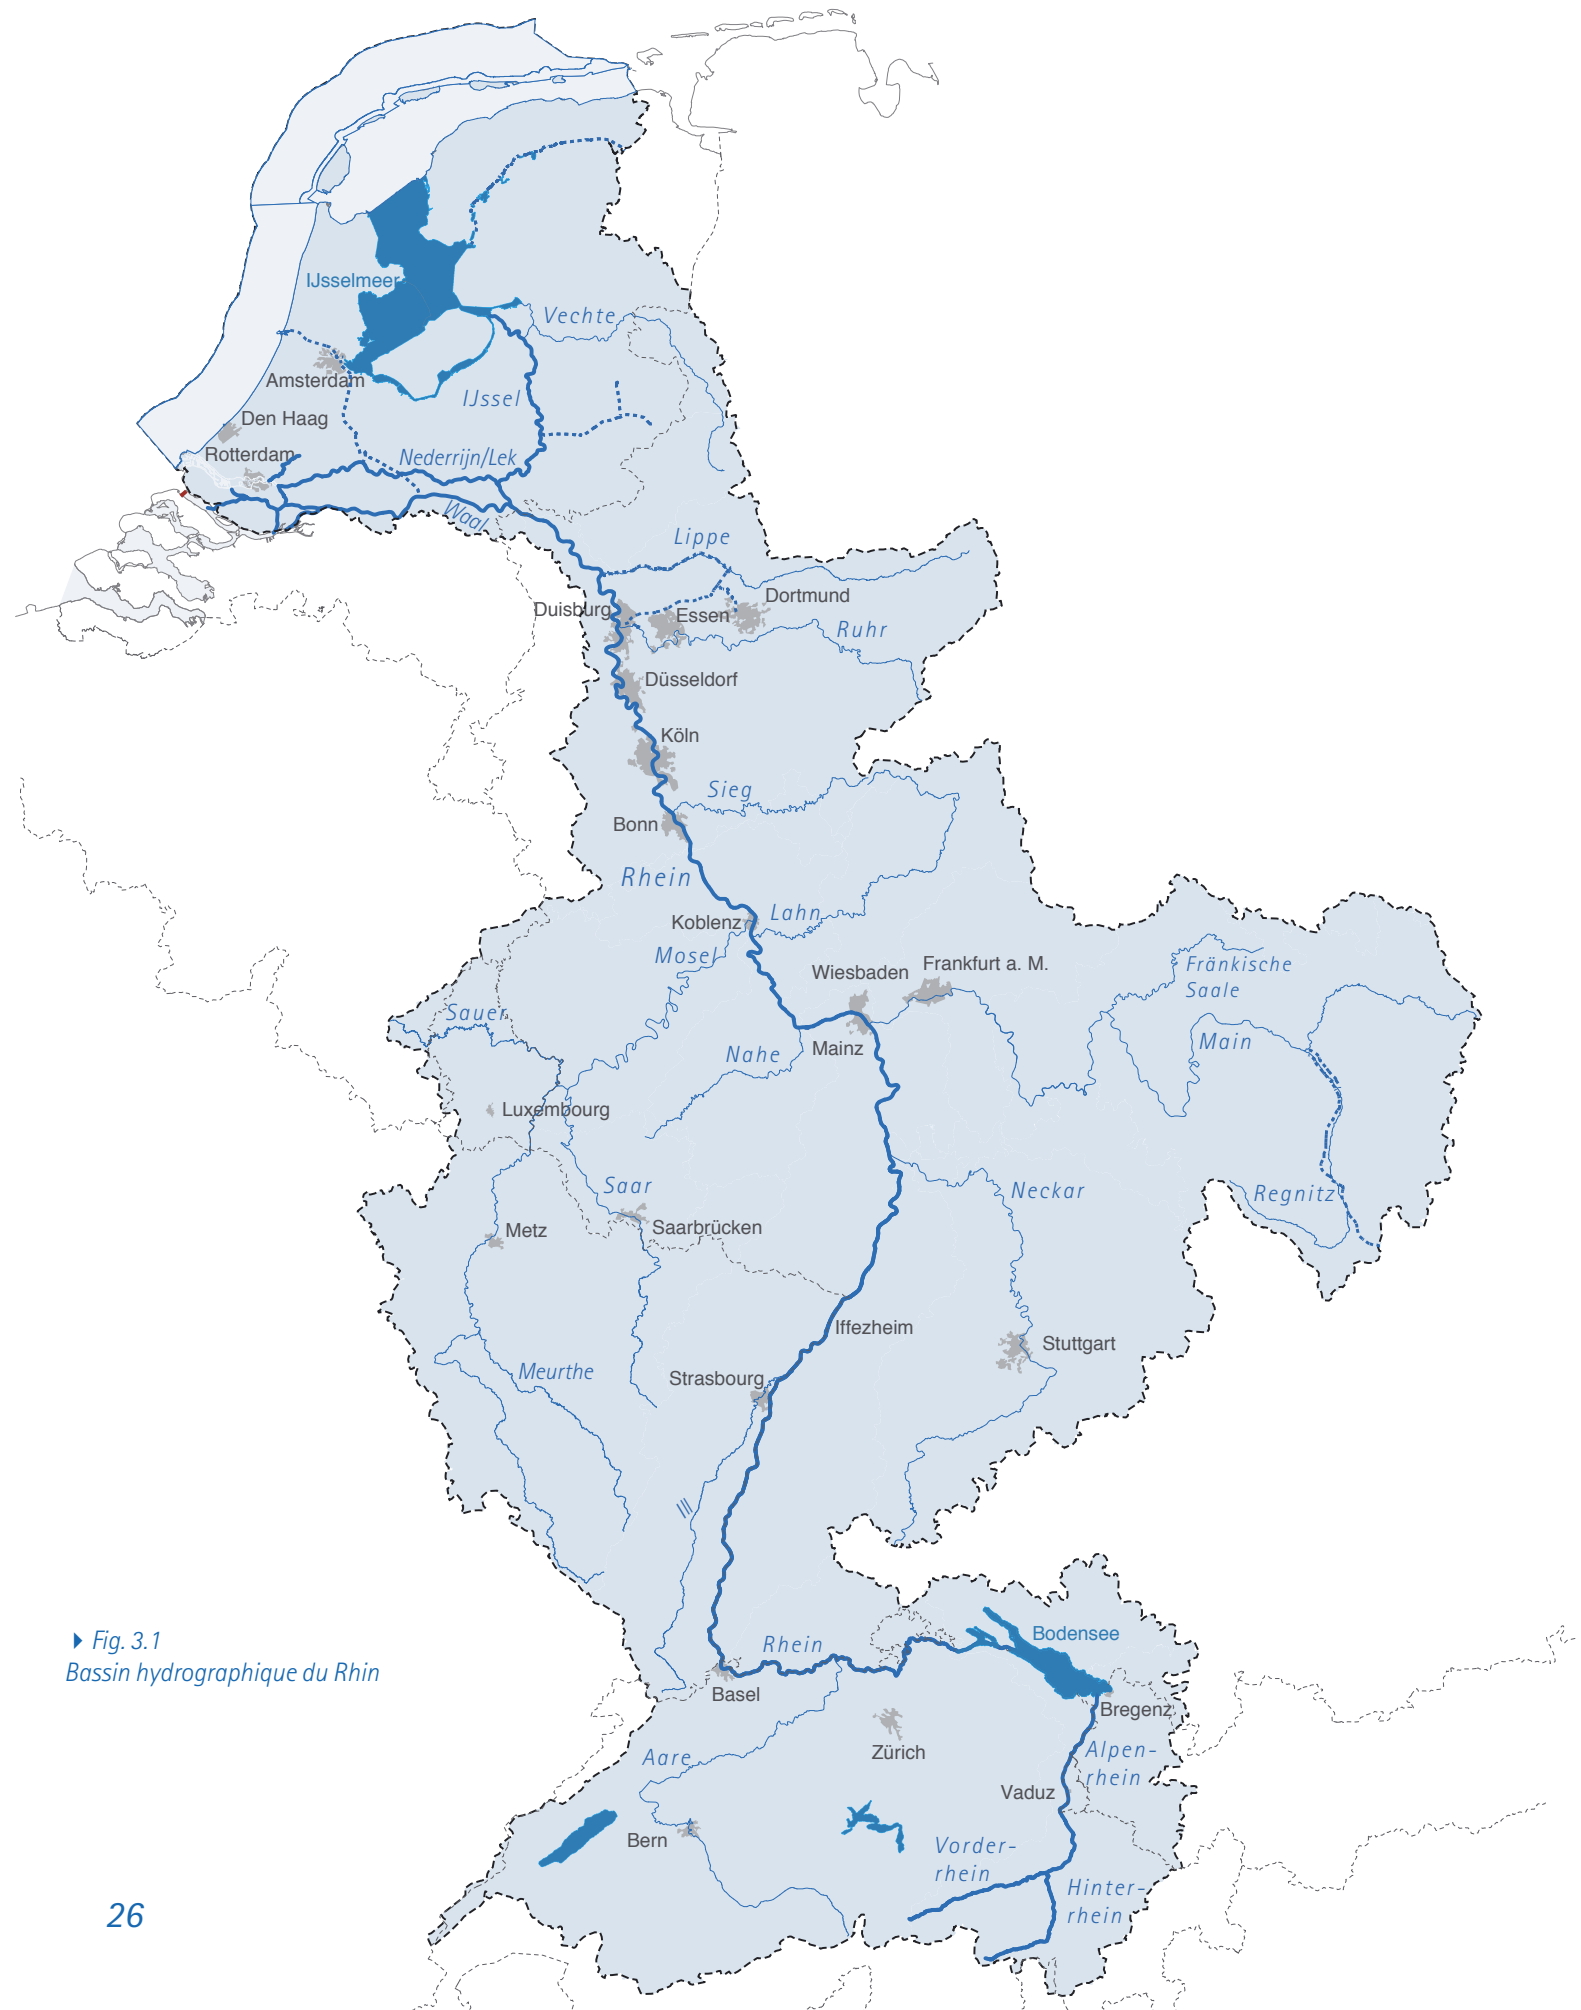 IJsselmeer
Vechte
Amsterdam
IJssel
Den Haag
Rotterdam
Nederrijn/Lek
Waal
Lippe
Duisburg
Essen
Dortmund
Ruhr
Düsseldorf
Köln
Sieg
Bonn
Rhein
Koblenz
Lahn
Mosel
Wiesbaden
Frankfurt a. M.
Fränkische
Saale
Sauer
Nahe
Mainz
Main
Luxembourg
Saar
Neckar
Regnitz
Metz
Saarbrücken
Iffezheim
Stuttgart
Meurthe
Strasbourg
Ill
Rhein
Bodensee
Basel
Bregenz
Aare
Zürich
Alpen-
rhein
Vaduz
Bern
Vorder-
rhein
Hinter-
rhein
Fig. 3.1
Bassin hydrographique du Rhin
26